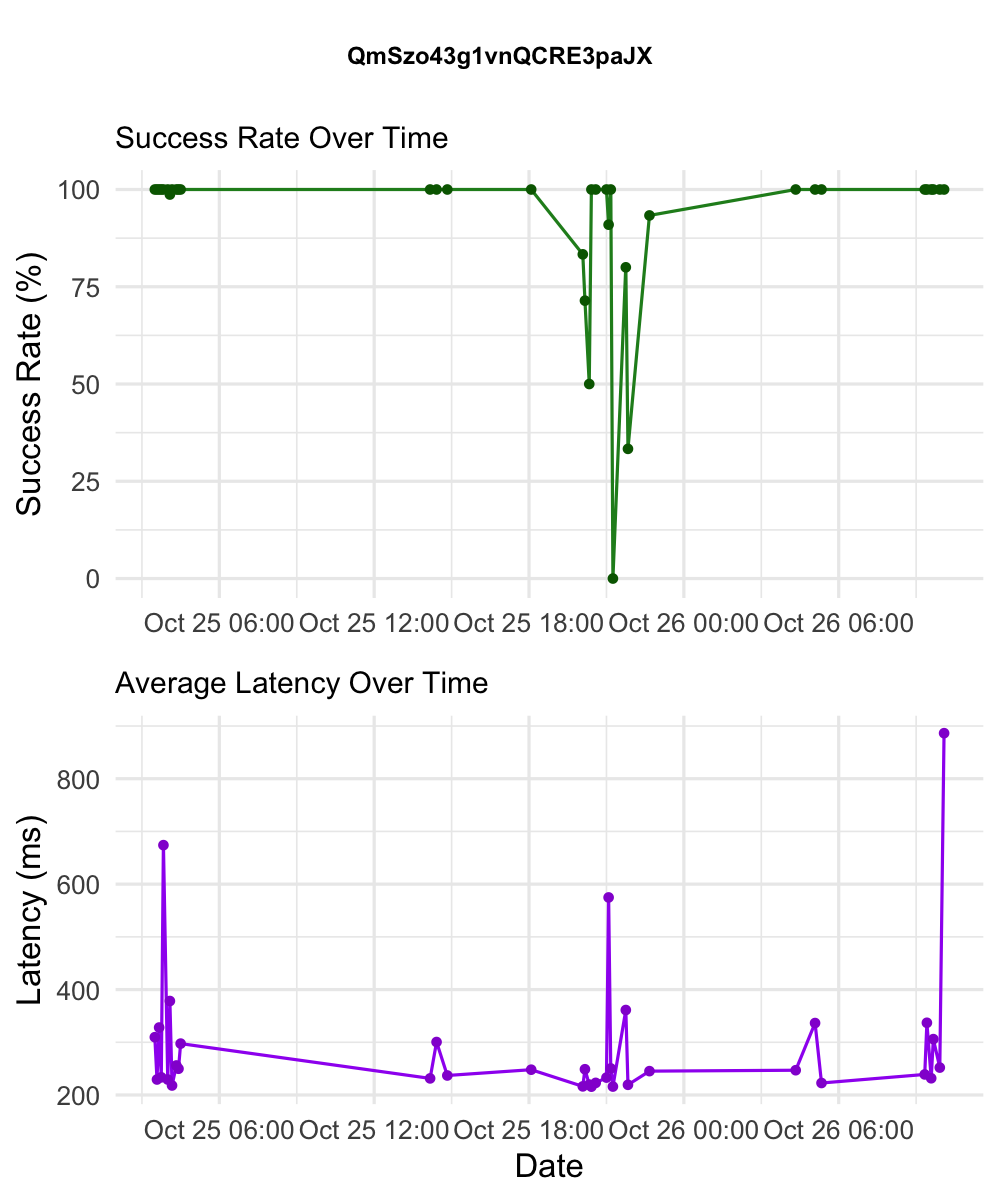 QmSzo43g1vnQCRE3paJX
Success Rate Over Time
Success Rate (%)
100
75
50
25
0
Oct 25 06:00 Oct 25 12:00 Oct 25 18:00 Oct 26 00:00 Oct 26 06:00
Average Latency Over Time
Latency (ms)
800
600
400
200
Oct 25 06:00 Oct 25 12:00 Oct 25 18:00 Oct 26 00:00 Oct 26 06:00
Date